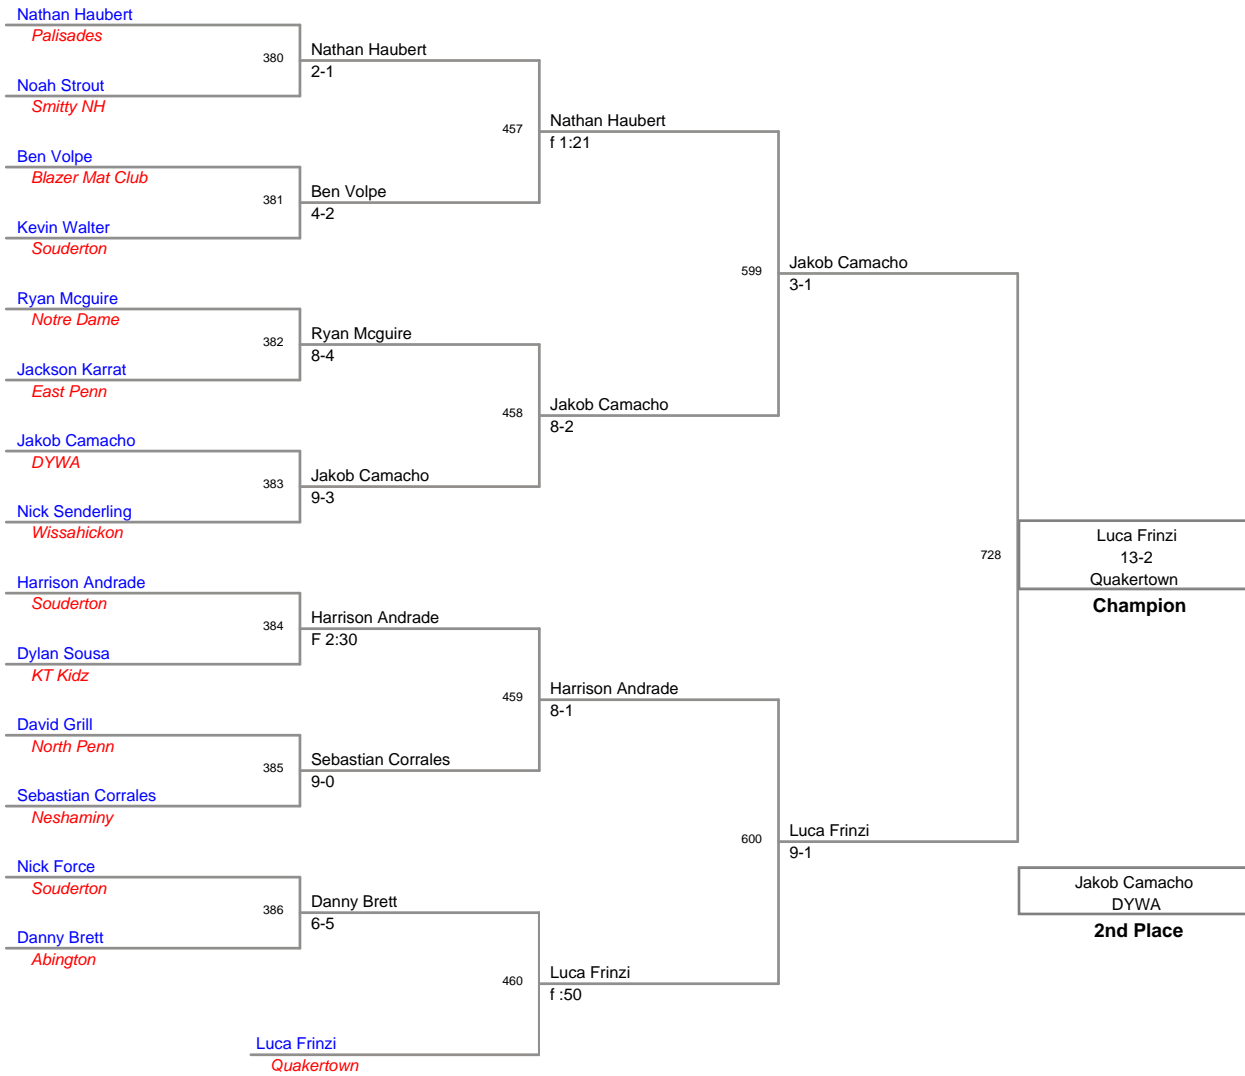 Nathan Haubert
Palisades
380
Nathan Haubert
2-1
Noah Strout
Smitty NH
457
Nathan Haubert
f 1:21
Ben Volpe
Blazer Mat Club
381
Ben Volpe
4-2
Kevin Walter
Souderton
599
Jakob Camacho
3-1
Ryan Mcguire
Notre Dame
382
Ryan Mcguire
8-4
Jackson Karrat
East Penn
458
Jakob Camacho
8-2
Jakob Camacho
DYWA
383
Jakob Camacho
9-3
Nick Senderling
Wissahickon
728
Luca Frinzi
13-2
Quakertown
Champion
Harrison Andrade
Souderton
384
Harrison Andrade
F 2:30
Dylan Sousa
KT Kidz
459
Harrison Andrade
8-1
David Grill
North Penn
385
Sebastian Corrales
9-0
Sebastian Corrales
Neshaminy
600
Luca Frinzi
9-1
Nick Force
Souderton
386
Danny Brett
6-5
Jakob Camacho
DYWA
2nd Place
Danny Brett
Abington
460
Luca Frinzi
f :50
Luca Frinzi
Quakertown